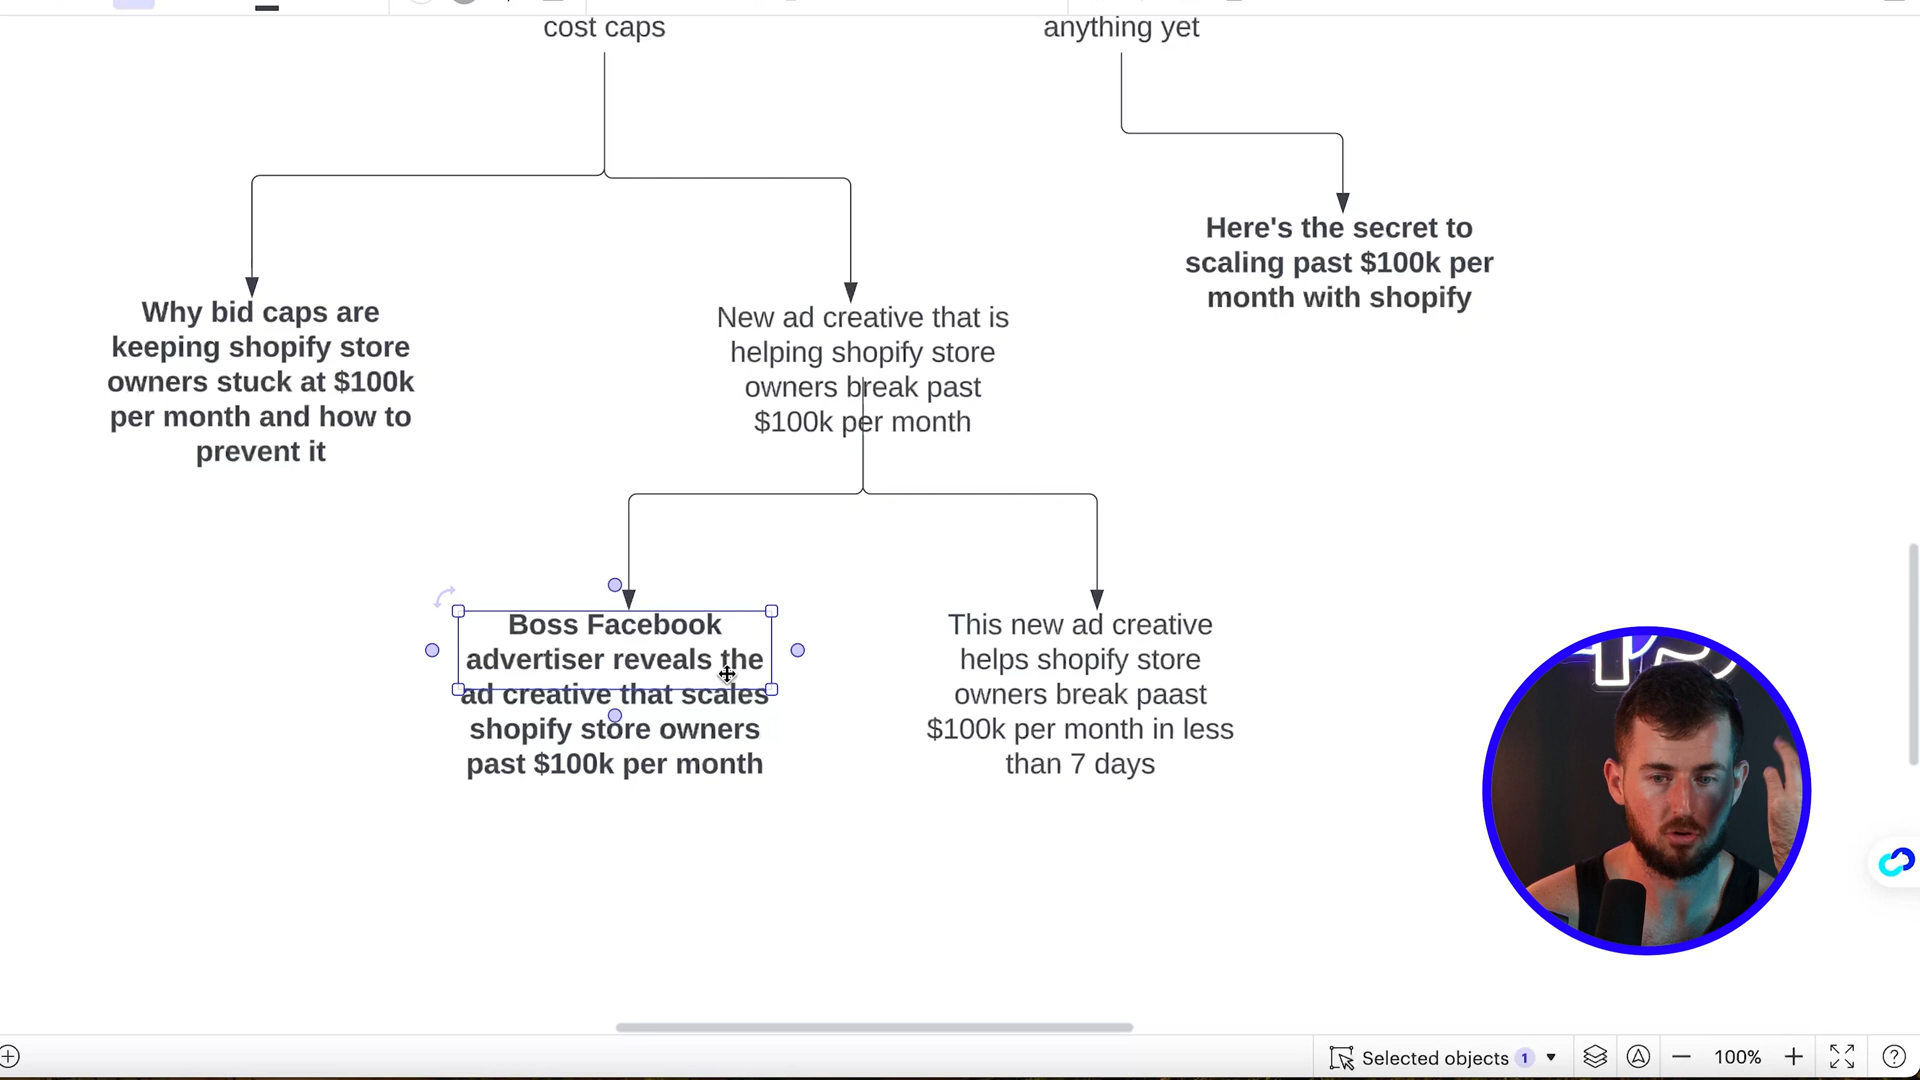 cost caps
anything yet
Here's the secret to
scaling past $100k per
month with shopify
Why bid caps are
keeping shopify store
owners stuck at $100k
per month and how to
prevent it
New ad creative that is
helping shopify store
owners break past
$100k per month
Boss Facebook
advertiser reveals the
ad creative that scales
shopify store owners
past $100k per month
This new ad creative
helps shopify store
owners break paast
$100k per month in less
than 7 days
Selected objects 1
100%